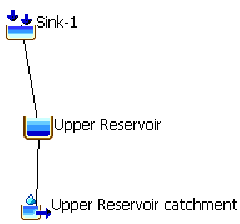 Sink-1
Upper Reservoir
Upper Reservoir catchment